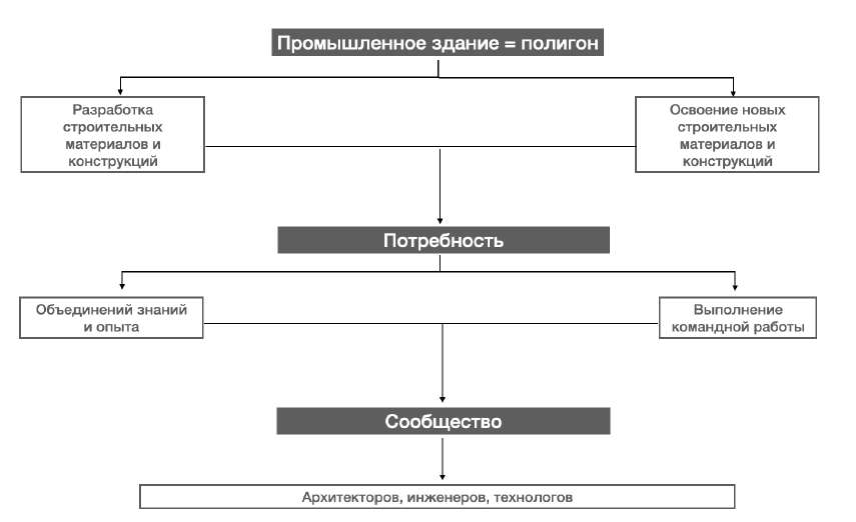 Промышленное здание = полигон
Разработка
строительных
материалов и
конструкций
Освоение новых
строительных
материалов и
конструкций
Потребность
Объединений знаний
и опыта
Выполнение
командной работы
Сообщество
Архитекторов, инженеров, технологов